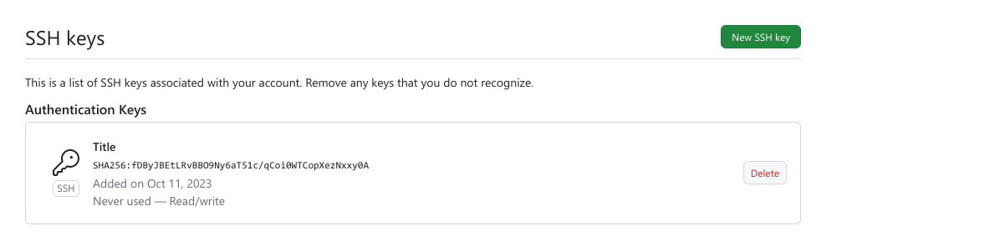 SSH keys
New SSH key
This is a list of SSH keys associated with your account. Remove any keys that you do not recognize.
Authentication Keys
Title
SHA256:fDByJBEtLRvBBO9Ny6aT51c/qCoi0WTCopXezNxxy0A
SSH
Added on Oct 11, 2023
Never used — Read/write
Delete